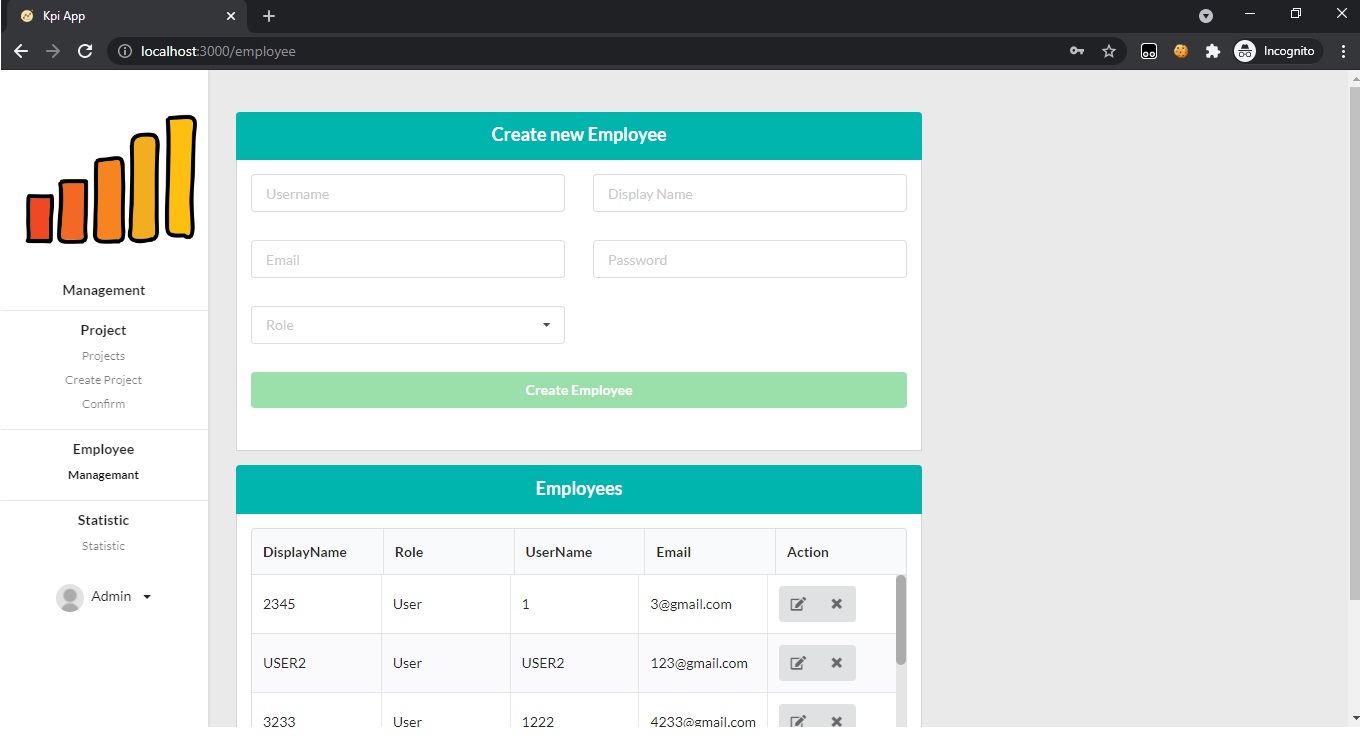 Kpi App
localhost:3000/employee
Incognito
Management
Project
Projects
Create Project
Confirm
Employee
Managemant
Statistic
Statistic
Admin
Create new Employee
Username Display Name
Email Password
Role
Create Employee
Employees
DisplayName Role UserName Email Action
2345 User 1 3@gmail.com
USER2 User USER2 123@gmail.com
3233 User 1222 4233@gmail.com